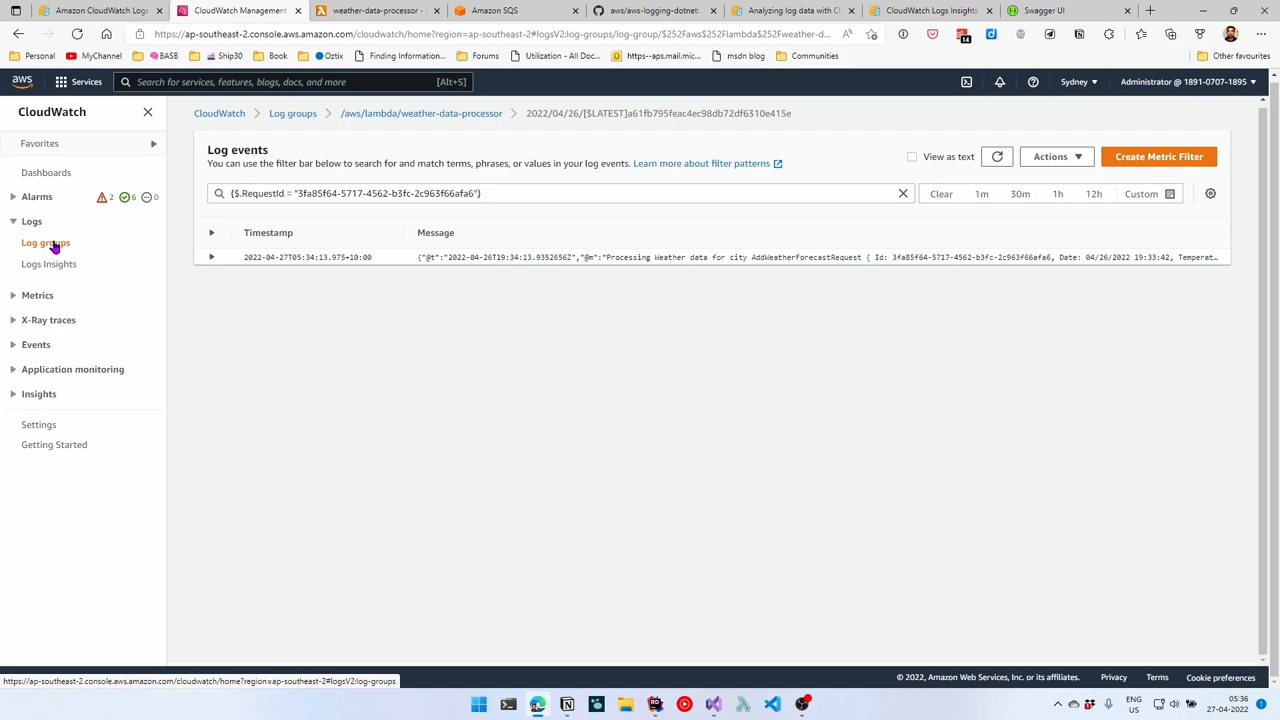 Amazon CloudWatch Logs
CloudWatch Management
weather-data-processor -
Amazon SQS
aws/aws-logging-dotnet:
Analyzing log data with Cl
CloudWatch Logs Insights
Swagger UI
https://ap-southeast-2.console.aws.amazon.com/cloudwatch/home?region=ap-southeast-2#logsV2:log-groups/log-group/$252Faws$252Flambda$252Fweather-d...
14
Personal
MyChannel
BASB
Ship30
Book
Oztix
Finding Information...
Utilization - All Doc...
Forums
https--aps.mail.mic...
msdn blog
Communities
Other favourites
aws
Services
Search for services, features, blogs, docs, and more
[Alt+S]
Sydney
Administrator @ 1891-0707-1895
CloudWatch
CloudWatch
Log groups
/aws/lambda/weather-data-processor
2022/04/26/[$LATEST]a61fb795feac4ec98db72df6310e415e
Favorites
Dashboards
Alarms
2
6
0
Logs
Log groups
Logs Insights
Metrics
X-Ray traces
Events
Application monitoring
Insights
Settings
Getting Started
Log events
You can use the filter bar below to search for and match terms, phrases, or values in your log events. Learn more about filter patterns
View as text
Actions
Create Metric Filter
{$.RequestId = "3fa85f64-5717-4562-b3fc-2c963f66afa6"}
Clear
1m
30m
1h
12h
Custom
Timestamp
Message
2022-04-27T05:34:13.975+10:00
{"@t":"2022-04-26T19:34:13.9352656Z","@m":"Processing Weather data for city AddWeatherForecastRequest { Id: 3fa85f64-5717-4562-b3fc-2c963f66afa6, Date: 04/26/2022 19:33:42, Temperat...
https://ap-southeast-2.console.aws.amazon.com/cloudwatch/home?region=ap-southeast-2#logsV2:log-groups
© 2022, Amazon Web Services, Inc. or its affiliates.
Privacy
Terms
Cookie preferences
ENG
US
05:36
27-04-2022
1